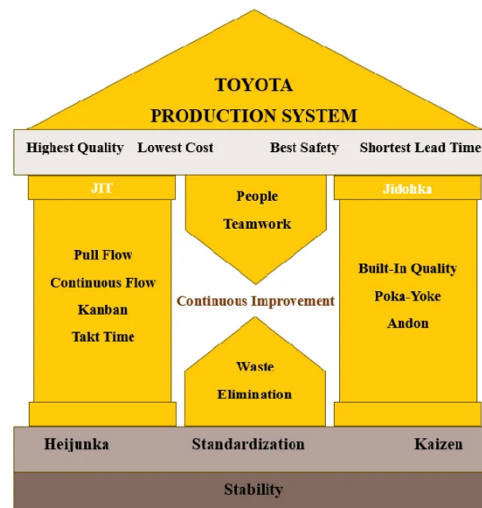 TOYOTA
PRODUCTION SYSTEM
Highest Quality Lowest Cost Best Safety Shortest Lead Time
JIT
Pull Flow
Continuous Flow
Kanban
Takt Time
People
Teamwork
Continuous Improvement
Waste
Elimination
Jidohka
Built-In Quality
Poka-Yoke
Andon
Heijunka Standardization Kaizen
Stability